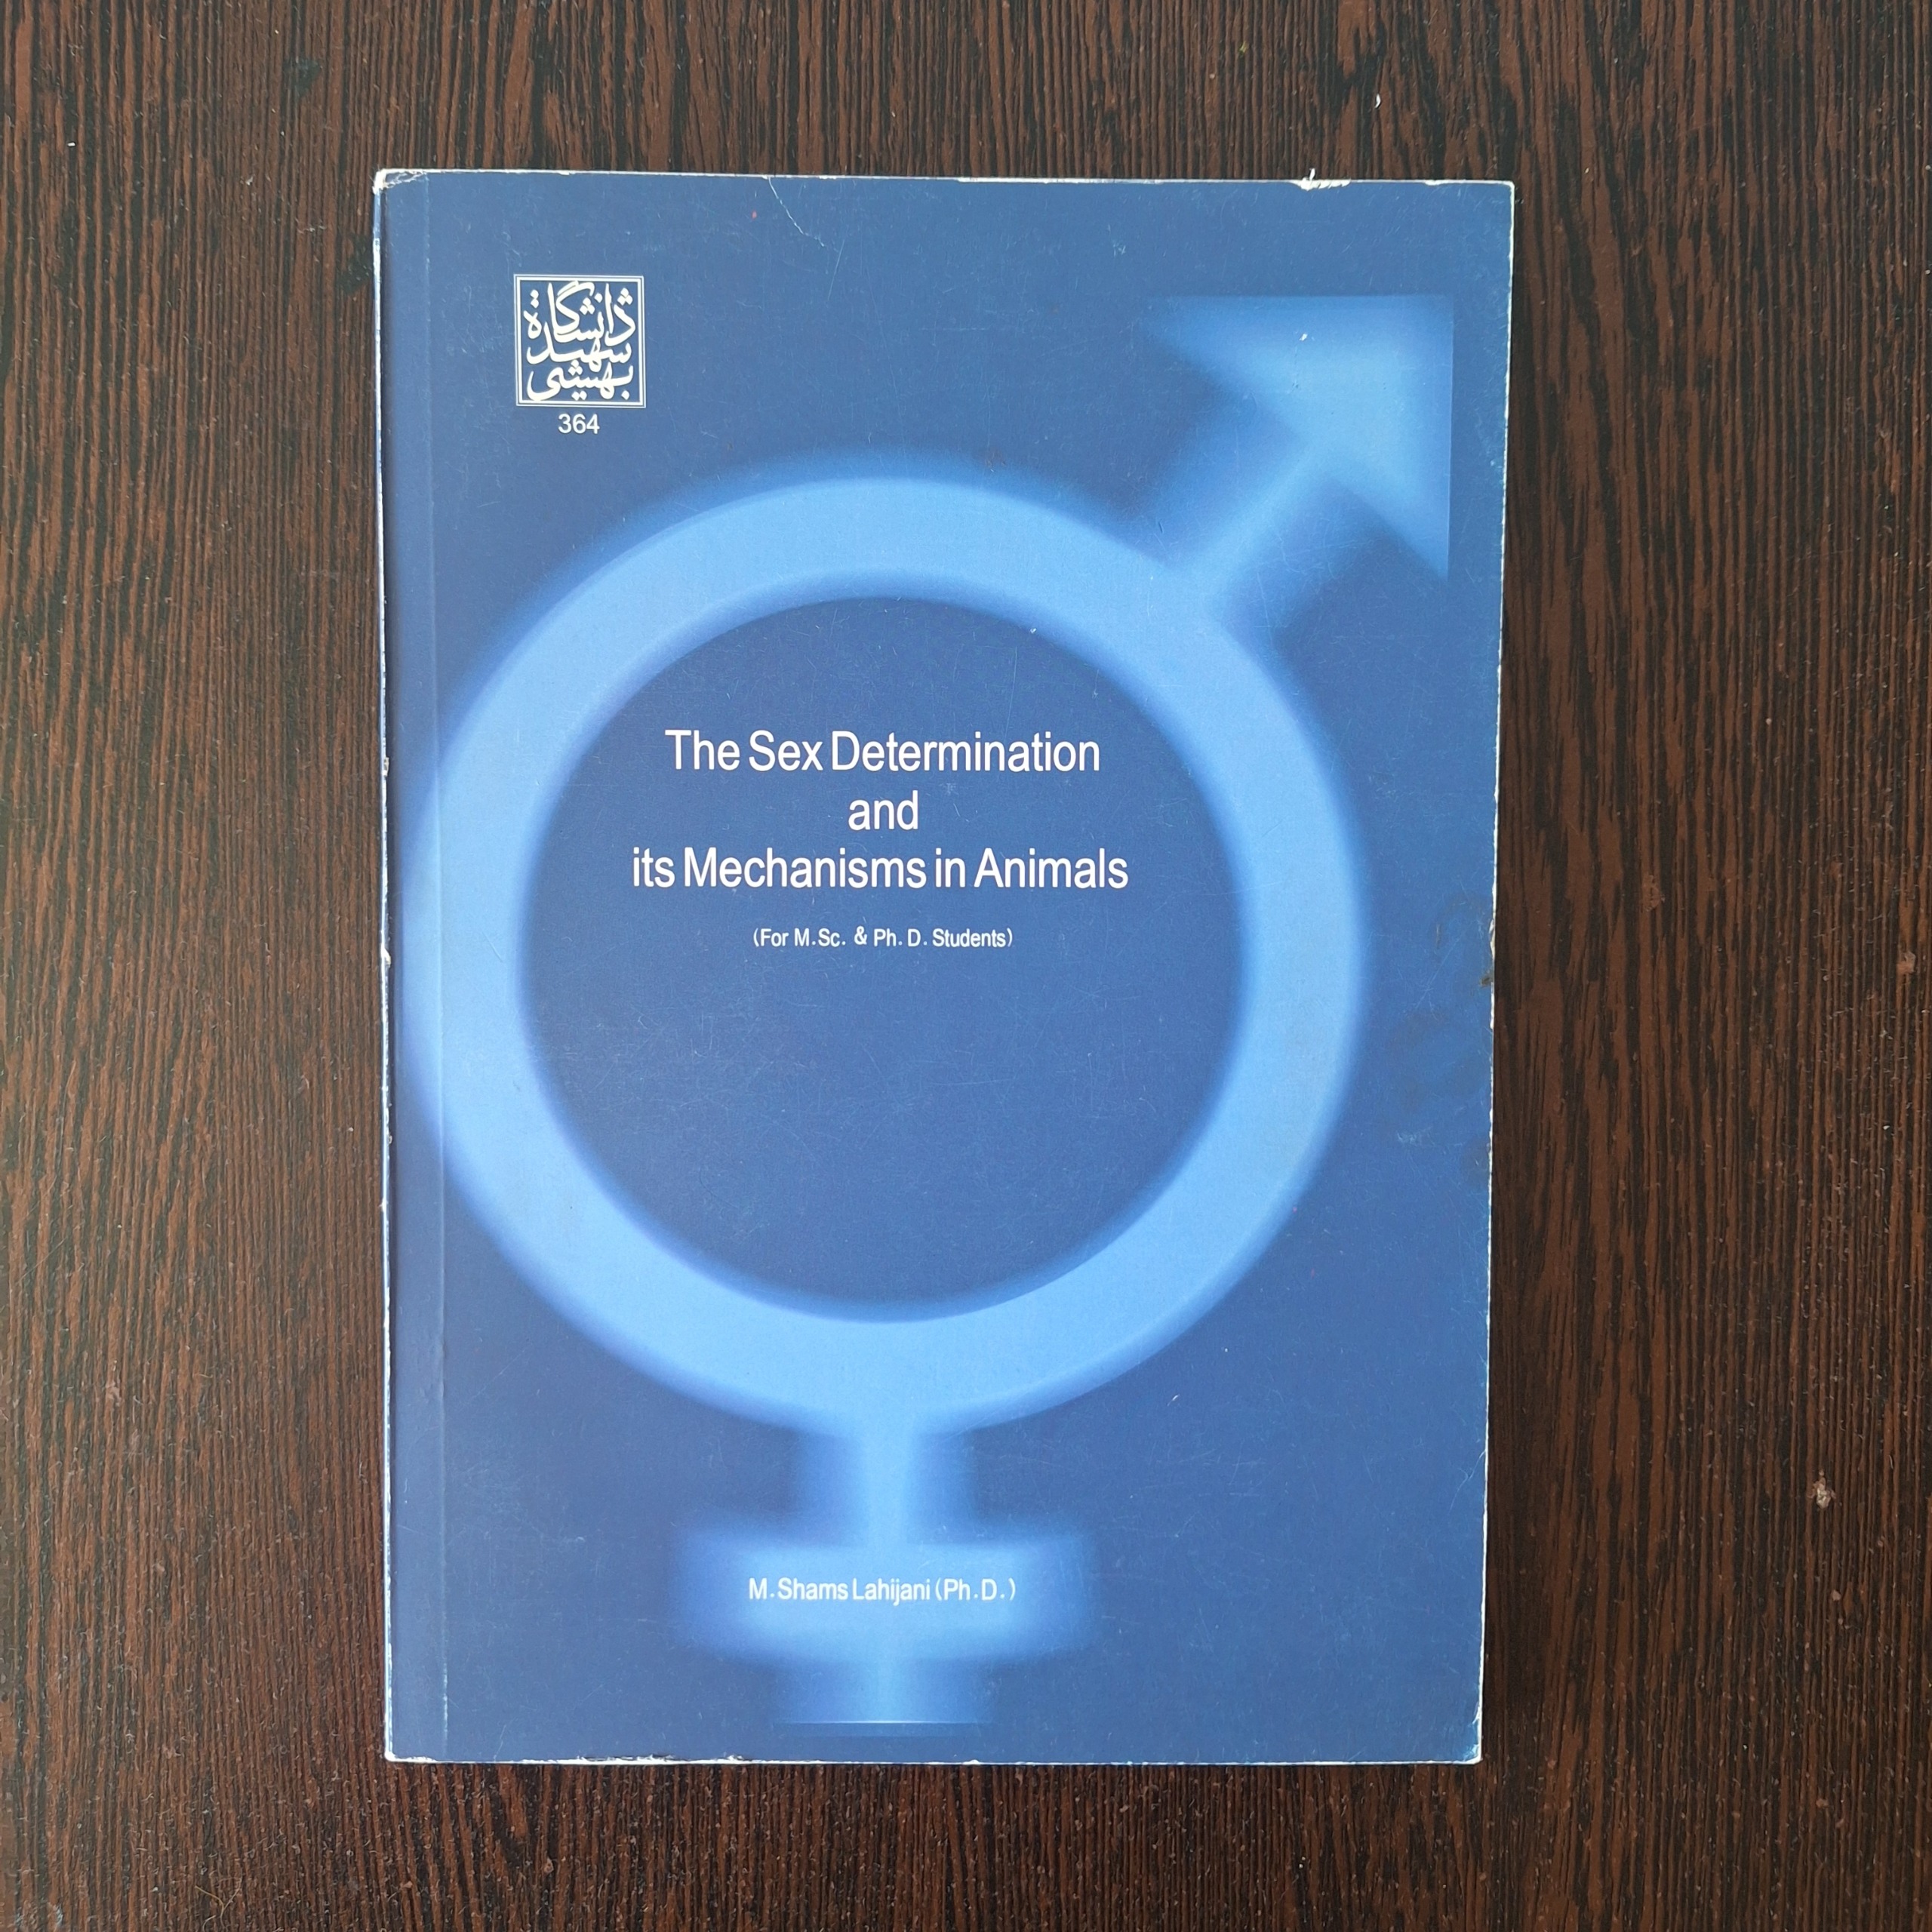 دانشگاه
شهید
بهشتی
364
The Sex Determination
and
its Mechanisms in Animals
(For M.Sc. & Ph. D. Students)
M. Shams Lahijani (Ph.D.)